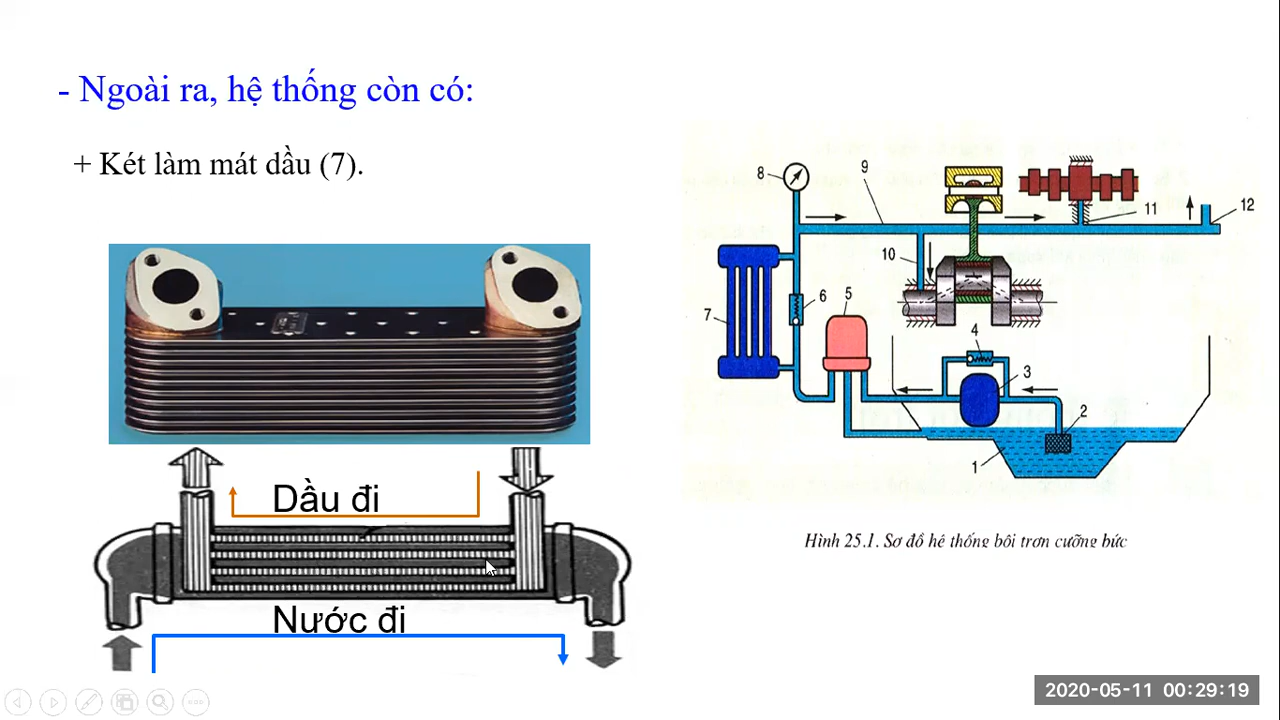 - Ngoài ra, hệ thống còn có:
+ Két làm mát dầu (7).
Dầu đi
Nước đi
8
9
11
12
10
6
5
7
4
3
2
1
Hình 25.1. Sơ đồ hệ thống bôi trơn cưỡng bức
2020-05-11 00:29:19